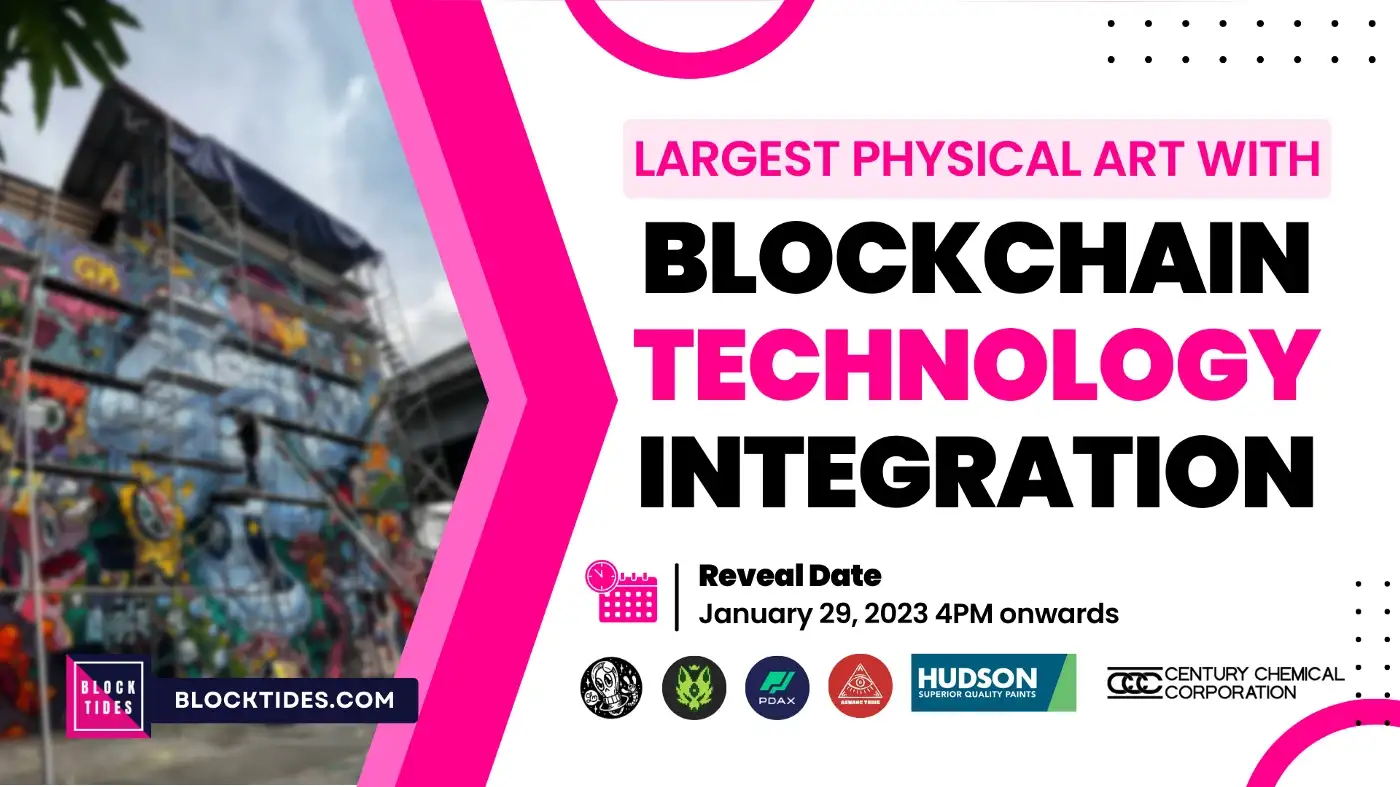 LARGEST PHYSICAL ART WITH
BLOCKCHAIN
TECHNOLOGY
INTEGRATION
Reveal Date
January 29, 2023 4PM onwards
PDAX
HUDSON
SUPERIOR QUALITY PAINTS
CCC
CENTURY CHEMICAL
CORPORATION
BLOCK
TIDES
BLOCKTIDES.COM